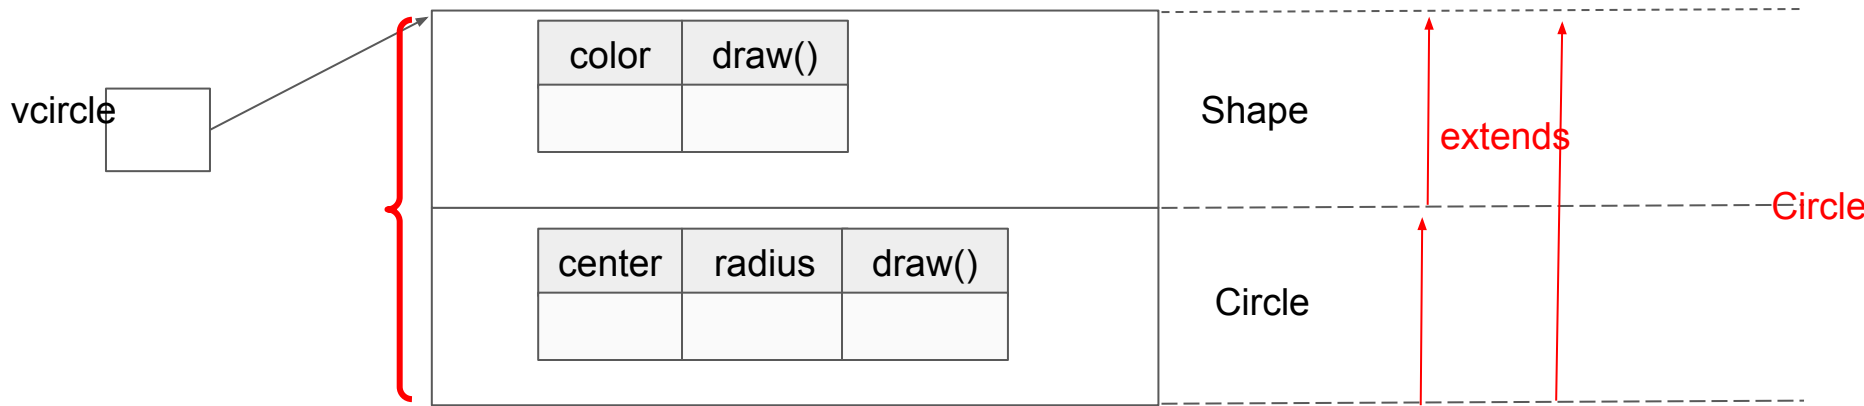 color draw()
vcircle
Shape
extends
Circle
center radius draw()
Circle